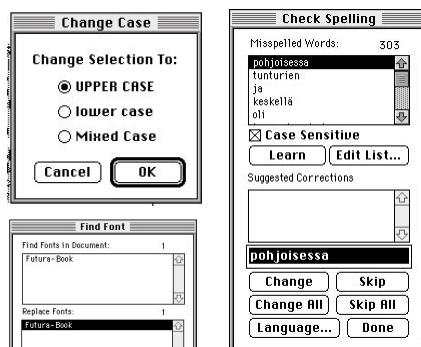 Change Case
Change Selection To:
UPPER CASE
lower case
Mixed Case
Cancel OK
Find Font
Find Fonts in Document: 1
Futura-Book
Replace Fonts: 1
Futura-Book
Check Spelling
Misspelled Words: 303
pohjoisessa
tunturien
ja
keskellä
oli
Case Sensitive
Learn Edit List...
Suggested Corrections
pohjoisessa
Change Skip
Change All Skip All
Language... Done